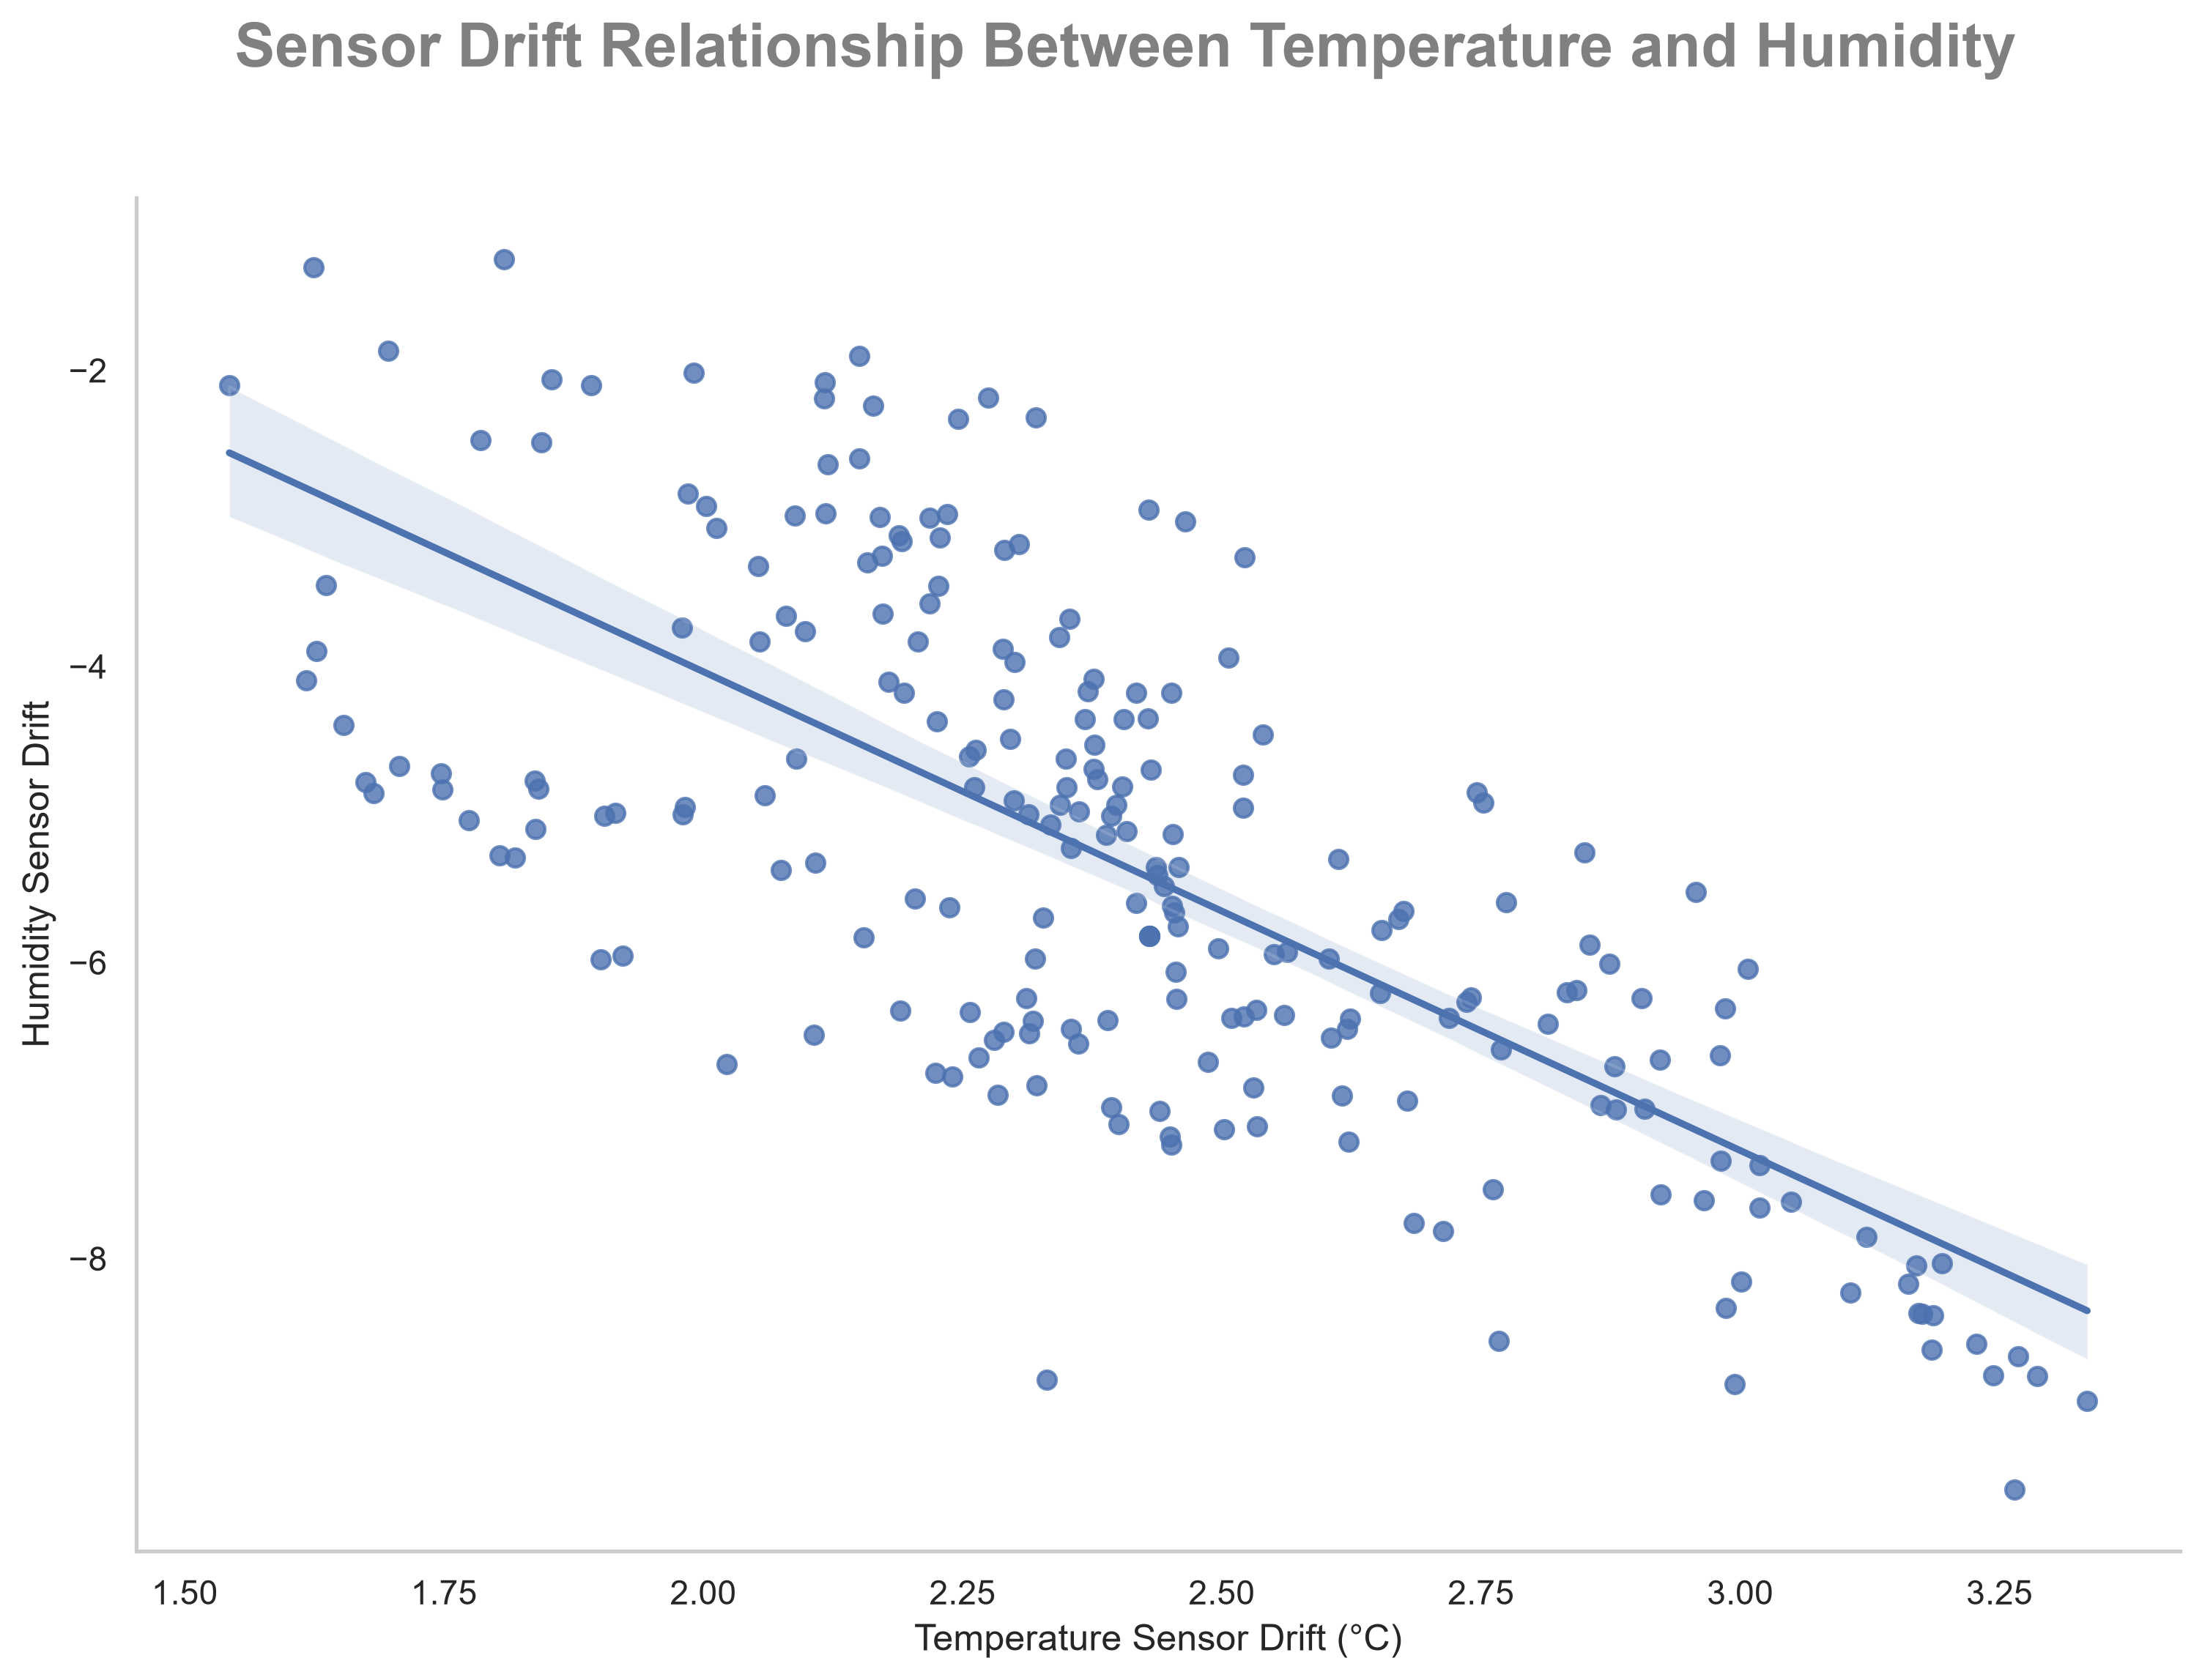 Sensor Drift Relationship Between Temperature and Humidity
Humidity Sensor Drift
−2
−4
−6
−8
1.50 1.75 2.00 2.25 2.50 2.75 3.00 3.25
Temperature Sensor Drift (°C)